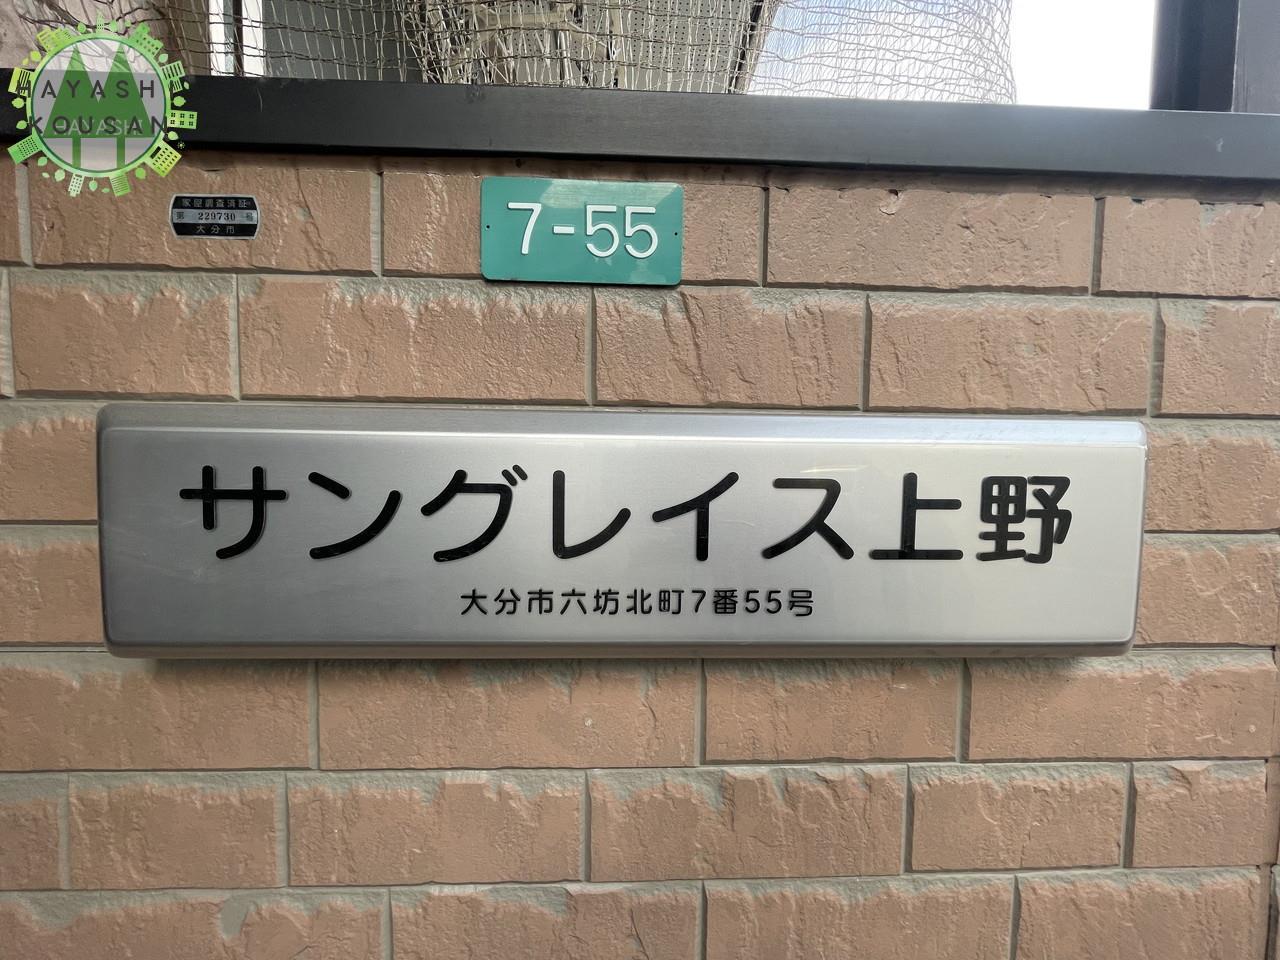 HAYASHI
KOUSAN
家屋調査済証
第 229730 号
大分市
7-55
サングレイス上野
大分市六坊北町7番55号